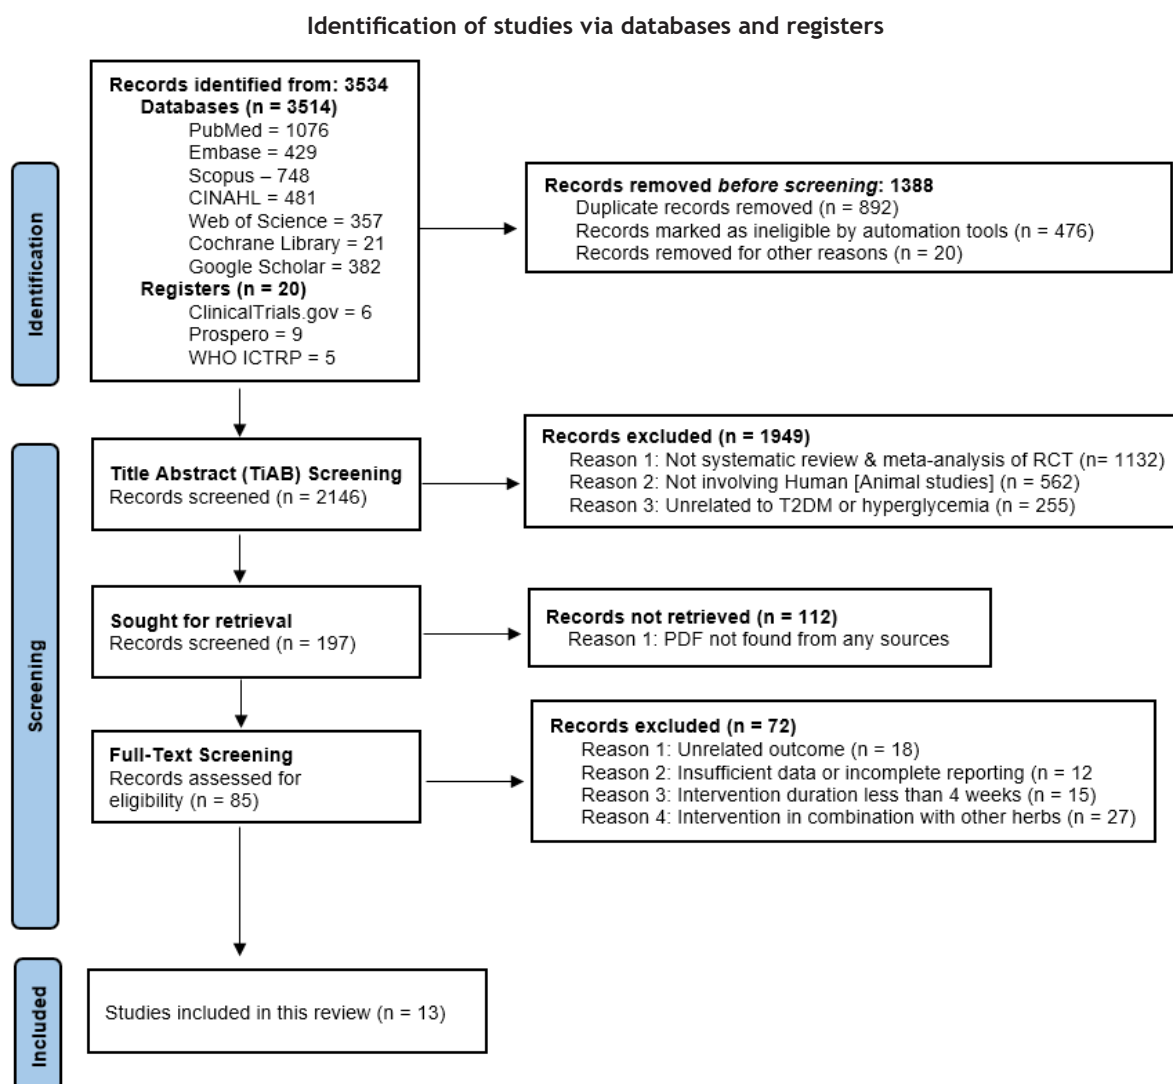 Identification of studies via databases and registers
Identification
Records identified from: 3534
Databases (n = 3514)
PubMed = 1076
Embase = 429
Scopus – 748
CINAHL = 481
Web of Science = 357
Cochrane Library = 21
Google Scholar = 382
Registers (n = 20)
ClinicalTrials.gov = 6
Prospero = 9
WHO ICTRP = 5
Records removed before screening: 1388
Duplicate records removed (n = 892)
Records marked as ineligible by automation tools (n = 476)
Records removed for other reasons (n = 20)
Screening
Title Abstract (TiAB) Screening
Records screened (n = 2146)
Records excluded (n = 1949)
Reason 1: Not systematic review & meta-analysis of RCT (n= 1132)
Reason 2: Not involving Human [Animal studies] (n = 562)
Reason 3: Unrelated to T2DM or hyperglycemia (n = 255)
Sought for retrieval
Records screened (n = 197)
Records not retrieved (n = 112)
Reason 1: PDF not found from any sources
Full-Text Screening
Records assessed for
eligibility (n = 85)
Records excluded (n = 72)
Reason 1: Unrelated outcome (n = 18)
Reason 2: Insufficient data or incomplete reporting (n = 12
Reason 3: Intervention duration less than 4 weeks (n = 15)
Reason 4: Intervention in combination with other herbs (n = 27)
Included
Studies included in this review (n = 13)